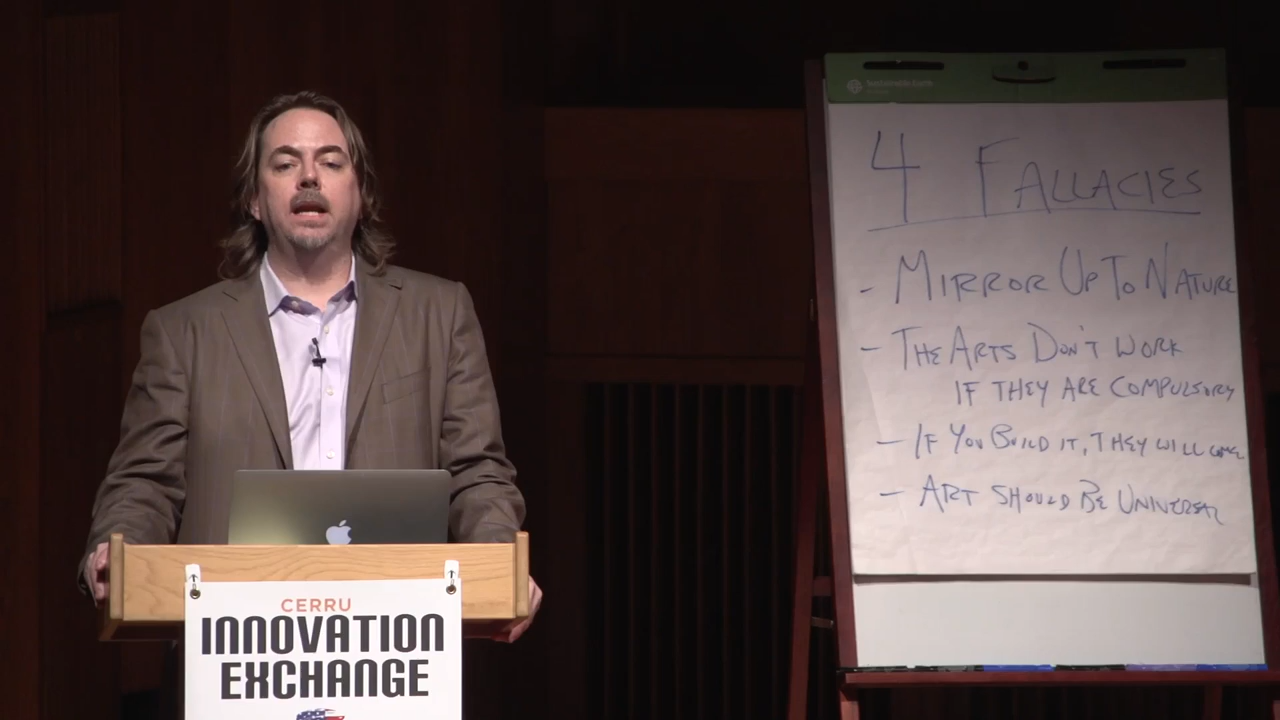 4 FALLACIES
- MIRROR UP TO NATURE
- THE ARTS DON'T WORK
IF THEY ARE COMPULSORY
- IF YOU BUILD IT, THEY WILL COME
- ART SHOULD BE UNIVERSAL
CERRU
INNOVATION
EXCHANGE